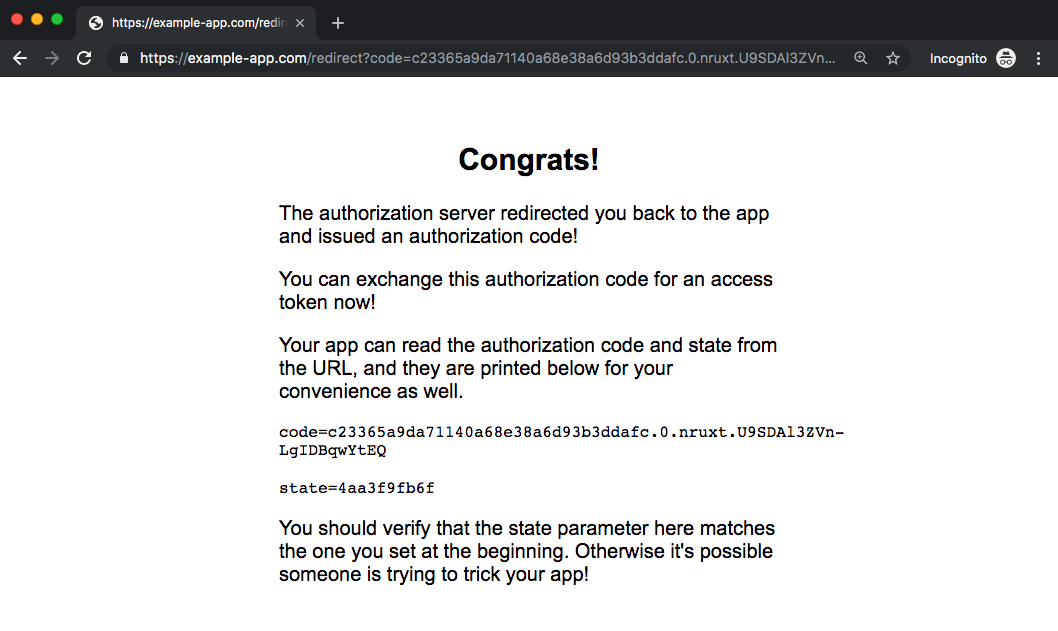 https://example-app.com/redir
https://example-app.com/redirect?code=c23365a9da71140a68e38a6d93b3ddafc.0.nruxt.U9SDAl3ZVn...
Incognito
Congrats!
The authorization server redirected you back to the app
and issued an authorization code!
You can exchange this authorization code for an access
token now!
Your app can read the authorization code and state from
the URL, and they are printed below for your
convenience as well.
code=c23365a9da71140a68e38a6d93b3ddafc.0.nruxt.U9SDAl3ZVn-
LgIDBqwYtEQ
state=4aa3f9fb6f
You should verify that the state parameter here matches
the one you set at the beginning. Otherwise it's possible
someone is trying to trick your app!